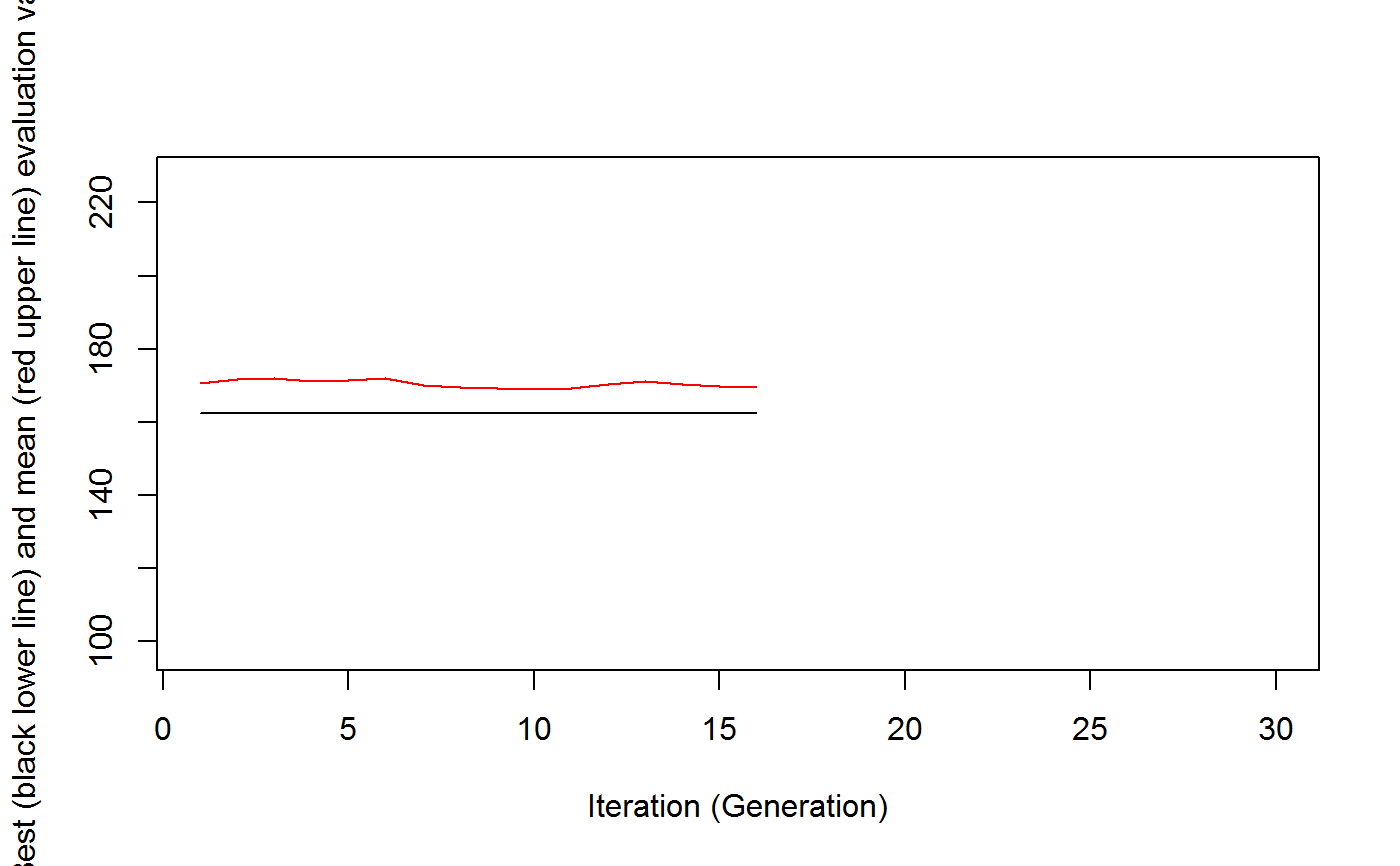 Best (black lower line) and mean (red upper line) evaluation va
220
180
140
100
0 5 10 15 20 25 30
Iteration (Generation)